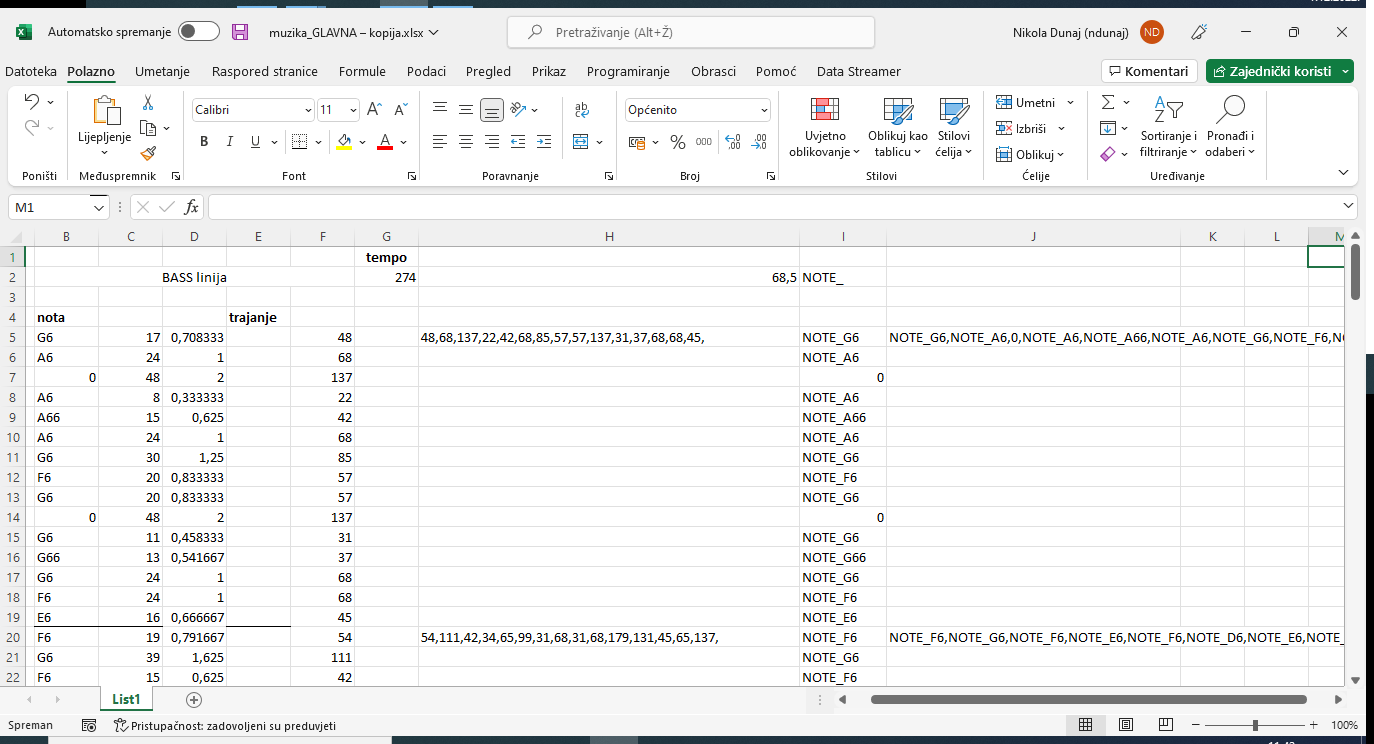 Automatsko spremanje muzika_GLAVNA – kopija.xlsx Pretraživanje (Alt+Ž) Nikola Dunaj (ndunaj) ND
Datoteka Polazno Umetanje Raspored stranice Formule Podaci Pregled Prikaz Programiranje Obrasci Pomoć Data Streamer Komentari Zajednički koristi
Lijepljenje
Calibri 11
B I U A
ab
Općenito
% 000
Uvjetno oblikovanje
Oblikuj kao tablicu
Stilovi ćelija
Umetni
Izbriši
Oblikuj
Sortiranje i filtriranje
Pronađi i odaberi
Poništi Međuspremnik Font Poravnanje Broj Stilovi Ćelije Uređivanje
M1 fx
B C D E F G H I J K L M
1 tempo
2 BASS linija 274 68,5 NOTE_
3
4 nota trajanje
5 G6 17 0,708333 48 48,68,137,22,42,68,85,57,57,137,31,37,68,68,45, NOTE_G6 NOTE_G6,NOTE_A6,0,NOTE_A6,NOTE_A66,NOTE_A6,NOTE_G6,NOTE_F6,
6 A6 24 1 68 NOTE_A6
7 0 48 2 137 0
8 A6 8 0,333333 22 NOTE_A6
9 A66 15 0,625 42 NOTE_A66
10 A6 24 1 68 NOTE_A6
11 G6 30 1,25 85 NOTE_G6
12 F6 20 0,833333 57 NOTE_F6
13 G6 20 0,833333 57 NOTE_G6
14 0 48 2 137 0
15 G6 11 0,458333 31 NOTE_G6
16 G66 13 0,541667 37 NOTE_G66
17 G6 24 1 68 NOTE_G6
18 F6 24 1 68 NOTE_F6
19 E6 16 0,666667 45 NOTE_E6
20 F6 19 0,791667 54 54,111,42,34,65,99,31,68,31,68,179,131,45,65,137, NOTE_F6 NOTE_F6,NOTE_G6,NOTE_F6,NOTE_E6,NOTE_F6,NOTE_D6,NOTE_E6,NOTE_
21 G6 39 1,625 111 NOTE_G6
22 F6 15 0,625 42 NOTE_F6
List1
Spreman Pristupačnost: zadovoljeni su preduvjeti 100%